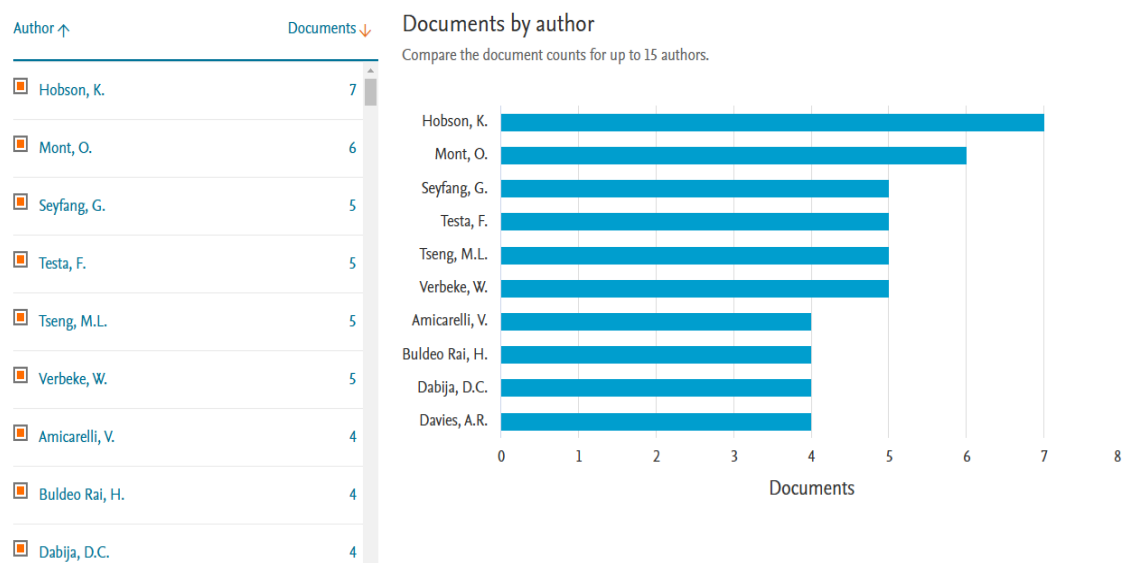 Author ↑ Documents ↓
Hobson, K. 7
Mont, O. 6
Seyfang, G. 5
Testa, F. 5
Tseng, M.L. 5
Verbeke, W. 5
Amicarelli, V. 4
Buldeo Rai, H. 4
Dabija, D.C. 4
Documents by author
Compare the document counts for up to 15 authors.
Hobson, K.
Mont, O.
Seyfang, G.
Testa, F.
Tseng, M.L.
Verbeke, W.
Amicarelli, V.
Buldeo Rai, H.
Dabija, D.C.
Davies, A.R.
0 1 2 3 4 5 6 7 8
Documents